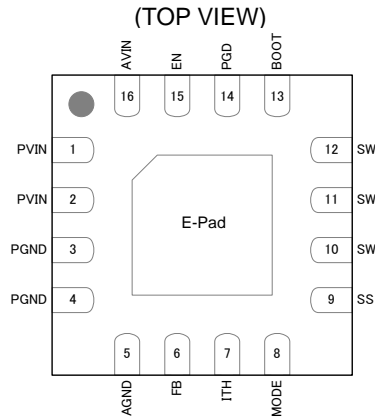 (TOP VIEW)
AVIN EN PGD BOOT
16 15 14 13
PVIN 1 12 SW
PVIN 2 11 SW
E-Pad
PGND 3 10 SW
PGND 4 9 SS
5 6 7 8
AGND FB ITH MODE